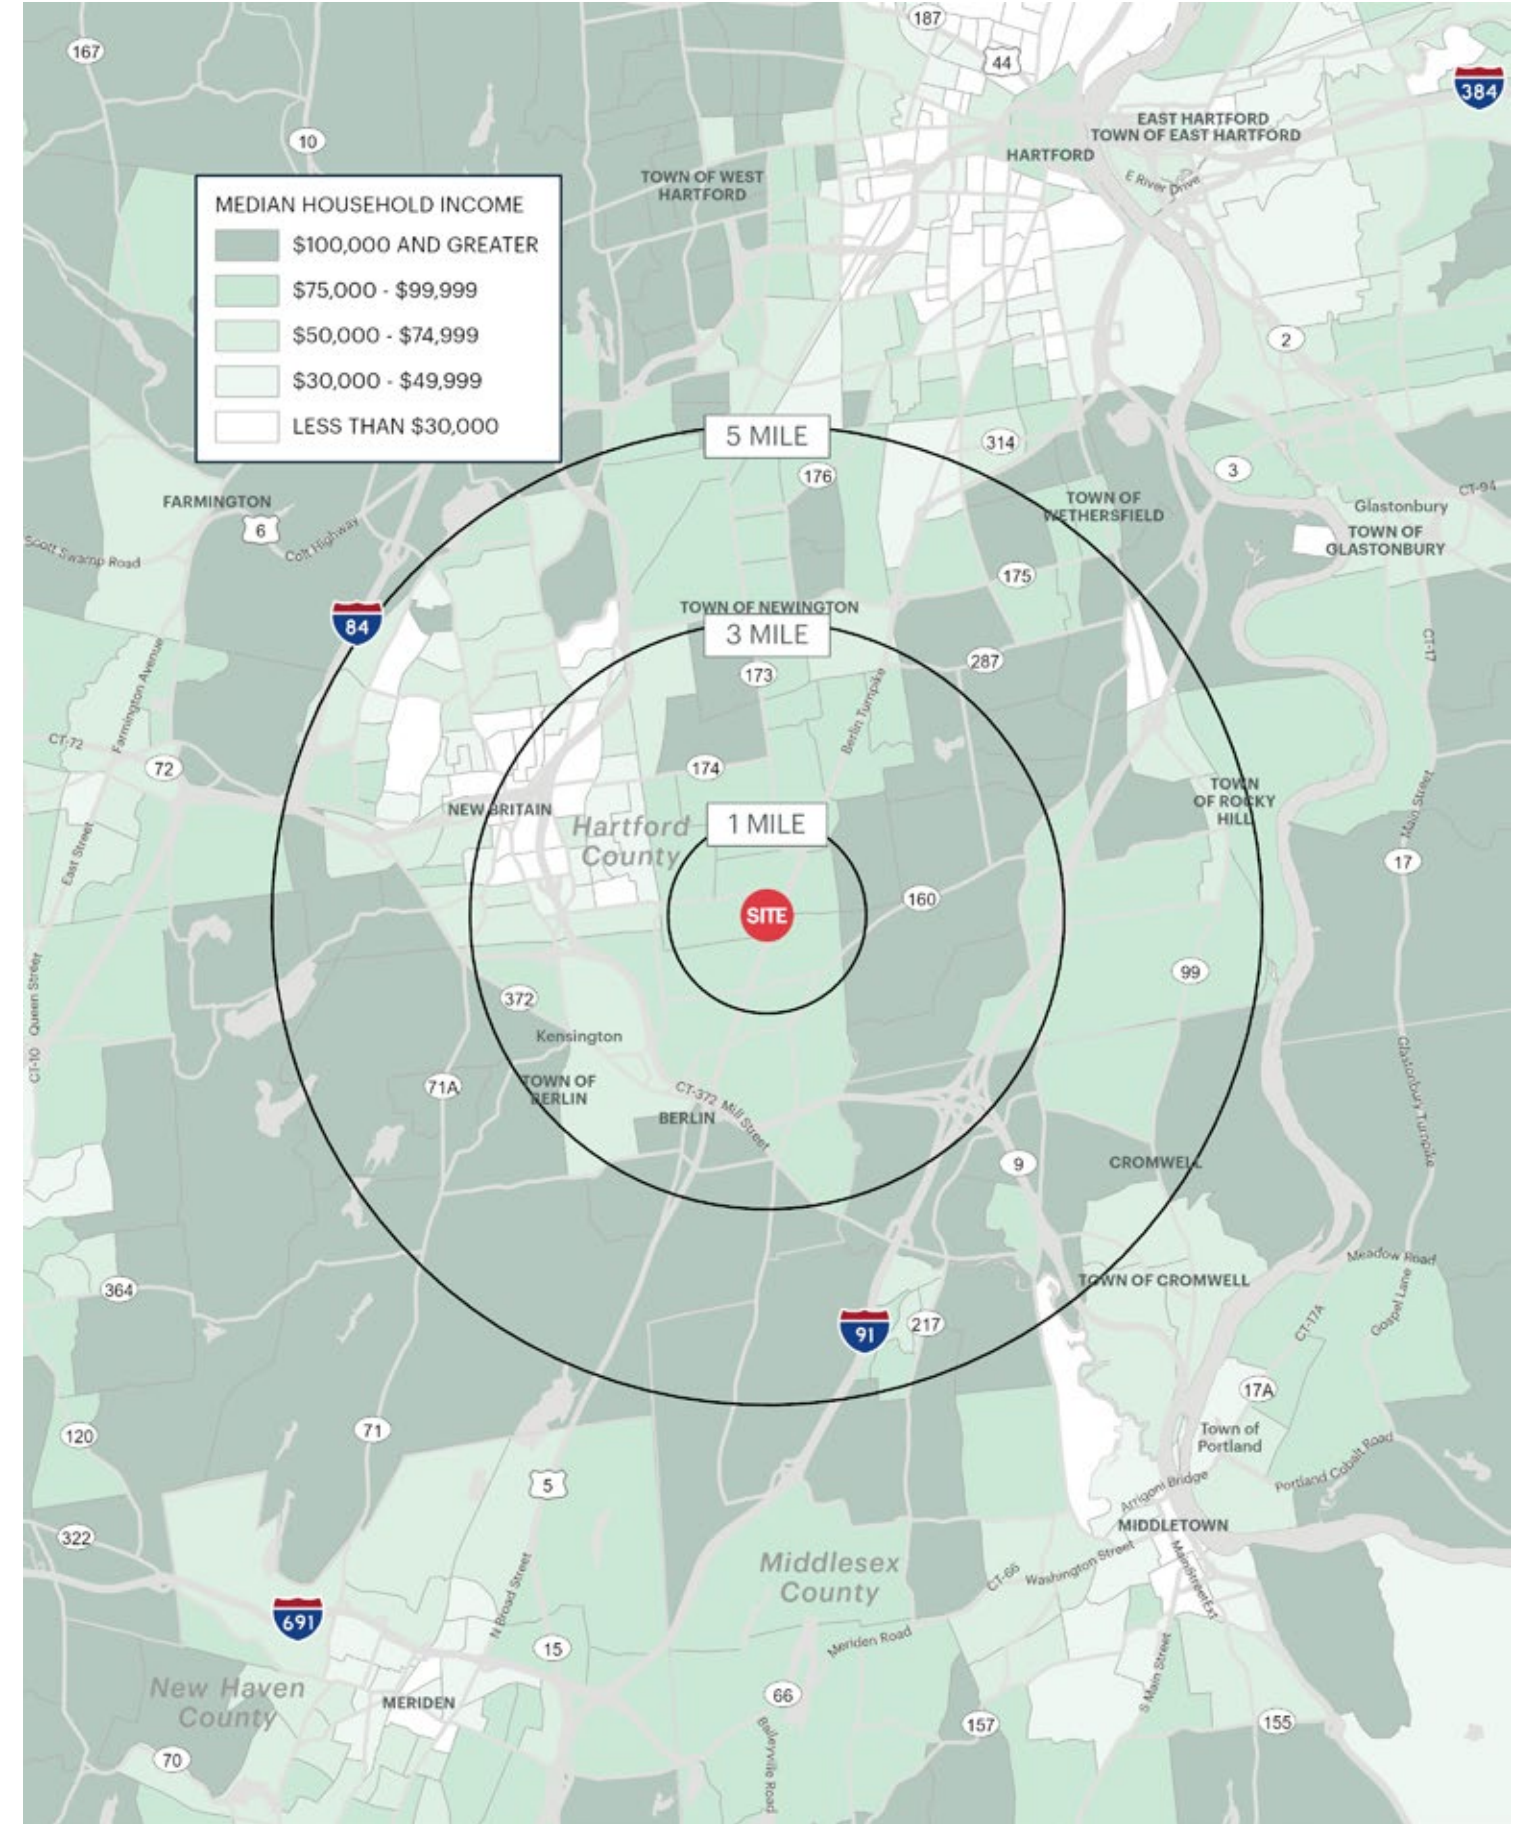 187
167
44
384
EAST HARTFORD
TOWN OF EAST HARTFORD
10
HARTFORD
TOWN OF WEST
HARTFORD
E River Drive
MEDIAN HOUSEHOLD INCOME
$100,000 AND GREATER
$75,000 - $99,999
$50,000 - $74,999
$30,000 - $49,999
LESS THAN $30,000
2
5 MILE
314
176
3
CT-94
FARMINGTON
6
Colt Highway
Scott Swamp Road
TOWN OF
WETHERSFIELD
Glastonbury
TOWN OF
GLASTONBURY
175
84
TOWN OF NEWINGTON
3 MILE
173
287
CT-17
Farmington Avenue
Berlin Turnpike
CT-72
72
174
NEW BRITAIN
Hartford
County
1 MILE
TOWN
OF ROCKY
HILL
Main Street
17
East Street
SITE
160
99
372
Kensington
Queen Street
CT-10
71A
TOWN OF
BERLIN
BERLIN
CT-372 Mill Street
Glastonbury Turnpike
9
CROMWELL
Meadow Road
364
TOWN OF CROMWELL
Gospel Lane
CT-17A
91
217
17A
120
71
Town of
Portland
Portland Cobalt Road
5
Arrigoni Bridge
322
MIDDLETOWN
Middlesex
County
CT-66
Washington Street
MainStreetExt
691
N Broad Street
15
Meriden Road
S Main Street
New Haven
County
MERIDEN
66
157
155
70
Baileyville Road